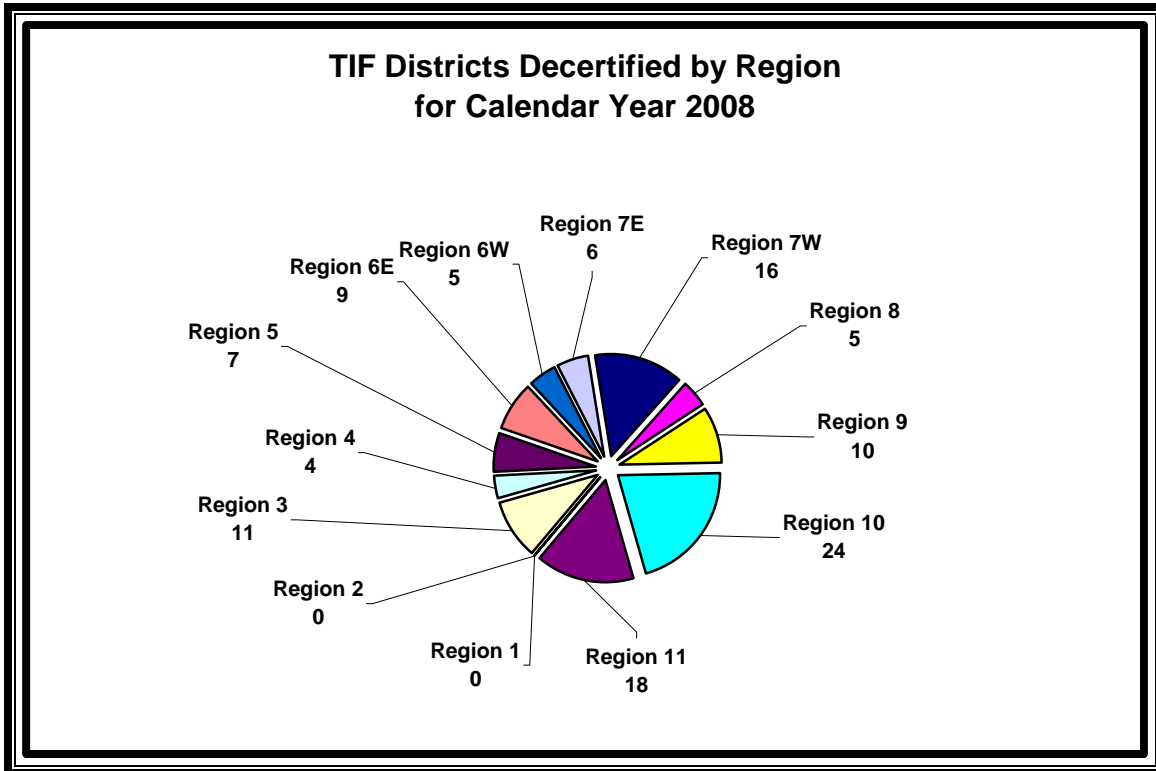 TIF Districts Decertified by Region
for Calendar Year 2008
Region 7E
6
Region 7W
16
Region 6W
5
Region 6E
9
Region 8
5
Region 5
7
Region 9
10
Region 4
4
Region 3
11
Region 10
24
Region 2
0
Region 1
0
Region 11
18